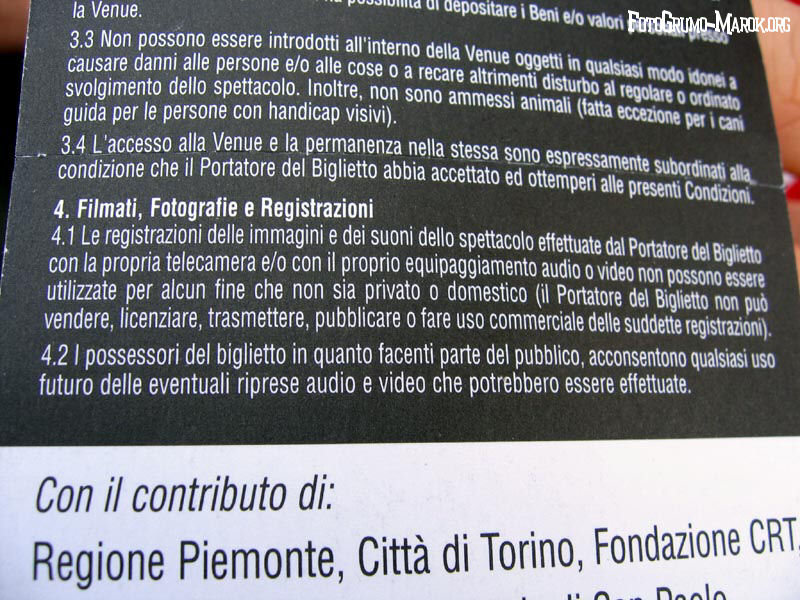 possibilità di depositare i Beni e/o valori
FotoGrumo-Marok.org
la Venue.
3.3 Non possono essere introdotti all'interno della Venue oggetti in qualsiasi modo idonei a
causare danni alle persone e/o alle cose o a recare altrimenti disturbo al regolare o ordinato
svolgimento dello spettacolo. Inoltre, non sono ammessi animali (fatta eccezione per i cani
guida per le persone con handicap visivi).
3.4 L'accesso alla Venue e la permanenza nella stessa sono espressamente subordinati alla
condizione che il Portatore del Biglietto abbia accettato ed ottemperi alle presenti Condizioni.
4. Filmati, Fotografie e Registrazioni
4.1 Le registrazioni delle immagini e dei suoni dello spettacolo effettuate dal Portatore del Biglietto
con la propria telecamera e/o con il proprio equipaggiamento audio o video non possono essere
utilizzate per alcun fine che non sia privato o domestico (il Portatore del Biglietto non può
vendere, licenziare, trasmettere, pubblicare o fare uso commerciale delle suddette registrazioni).
4.2 I possessori del biglietto in quanto facenti parte del pubblico, acconsentono qualsiasi uso
futuro delle eventuali riprese audio e video che potrebbero essere effettuate.
Con il contributo di:
Regione Piemonte, Città di Torino, Fondazione CRT,
di San Paolo